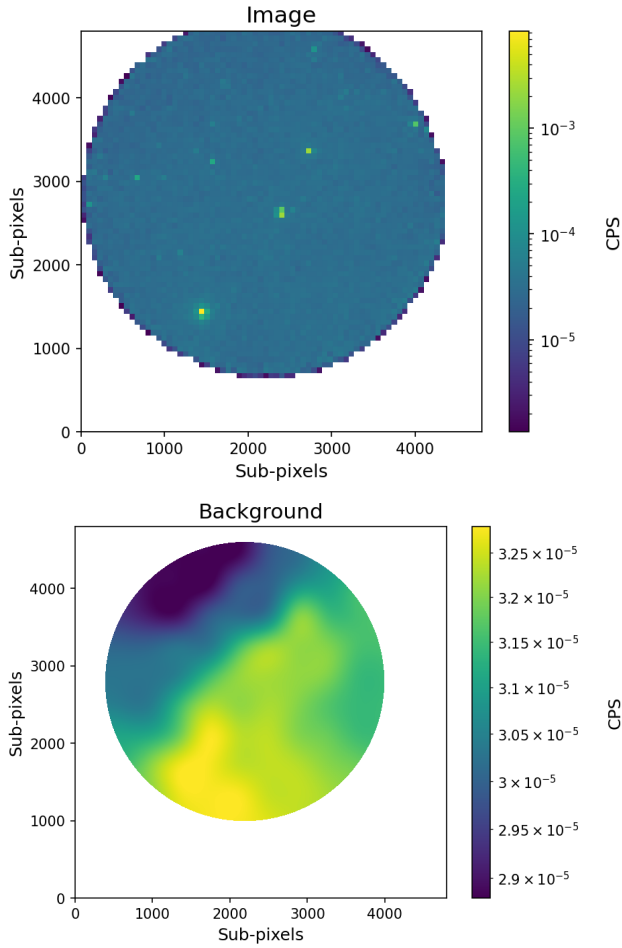 Image
4000
3000
2000
1000
0
0 1000 2000 3000 4000
Sub-pixels
Sub-pixels
10⁻³
10⁻⁴
10⁻⁵
CPS
Background
4000
3000
2000
1000
0
0 1000 2000 3000 4000
Sub-pixels
Sub-pixels
3.25 × 10⁻⁵
3.2 × 10⁻⁵
3.15 × 10⁻⁵
3.1 × 10⁻⁵
3.05 × 10⁻⁵
3 × 10⁻⁵
2.95 × 10⁻⁵
2.9 × 10⁻⁵
CPS